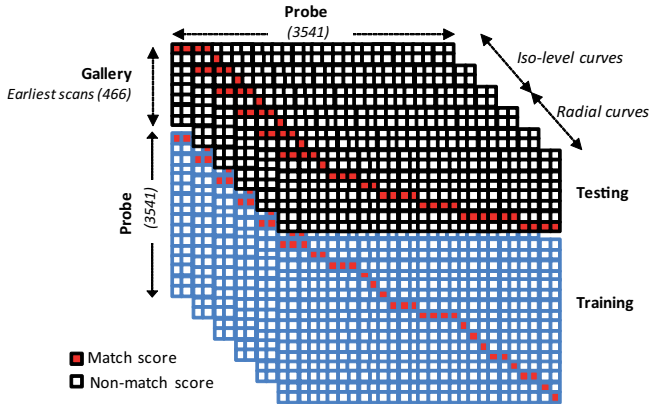 Probe
(3541)
Iso-level curves
Gallery
Earliest scans (466)
Radial curves
Probe
(3541)
Testing
Training
Match score
Non-match score